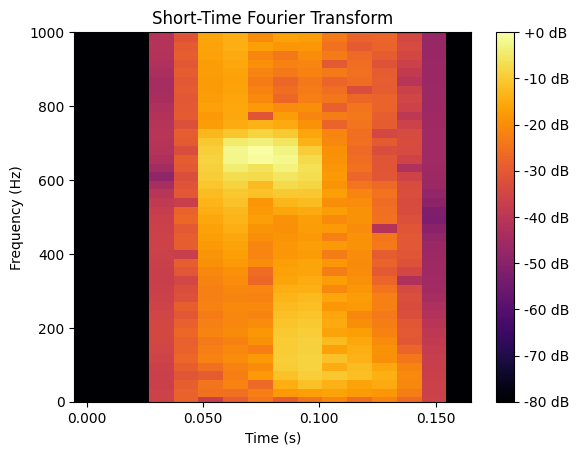 Short-Time Fourier Transform
1000
800
600
400
200
0
Frequency (Hz)
0.000
0.050
0.100
0.150
Time (s)
+0 dB
-10 dB
-20 dB
-30 dB
-40 dB
-50 dB
-60 dB
-70 dB
-80 dB